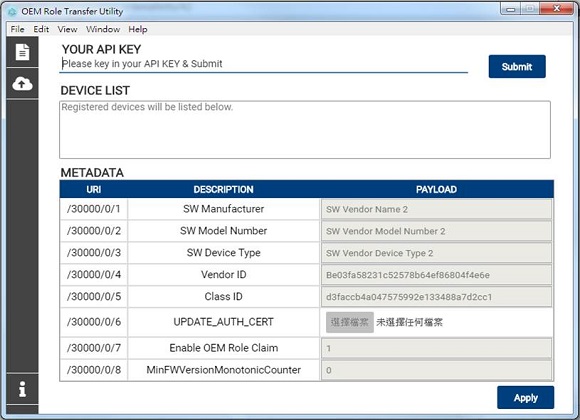 OEM Role Transfer Utility
File Edit View Window Help
YOUR API KEY
Please key in your API KEY & Submit
Submit
DEVICE LIST
Registered devices will be listed below.
METADATA
URI DESCRIPTION PAYLOAD
/30000/0/1 SW Manufacturer SW Vendor Name 2
/30000/0/2 SW Model Number SW Vendor Model Number 2
/30000/0/3 SW Device Type SW Vendor Device Type 2
/30000/0/4 Vendor ID Be03fa58231c52578b64ef86804f4e6e
/30000/0/5 Class ID d3faccb4a047575992e133488a7d2cc1
/30000/0/6 UPDATE_AUTH_CERT 選擇檔案 未選擇任何檔案
/30000/0/7 Enable OEM Role Claim 1
/30000/0/8 MinFWVersionMonotonicCounter 0
Apply